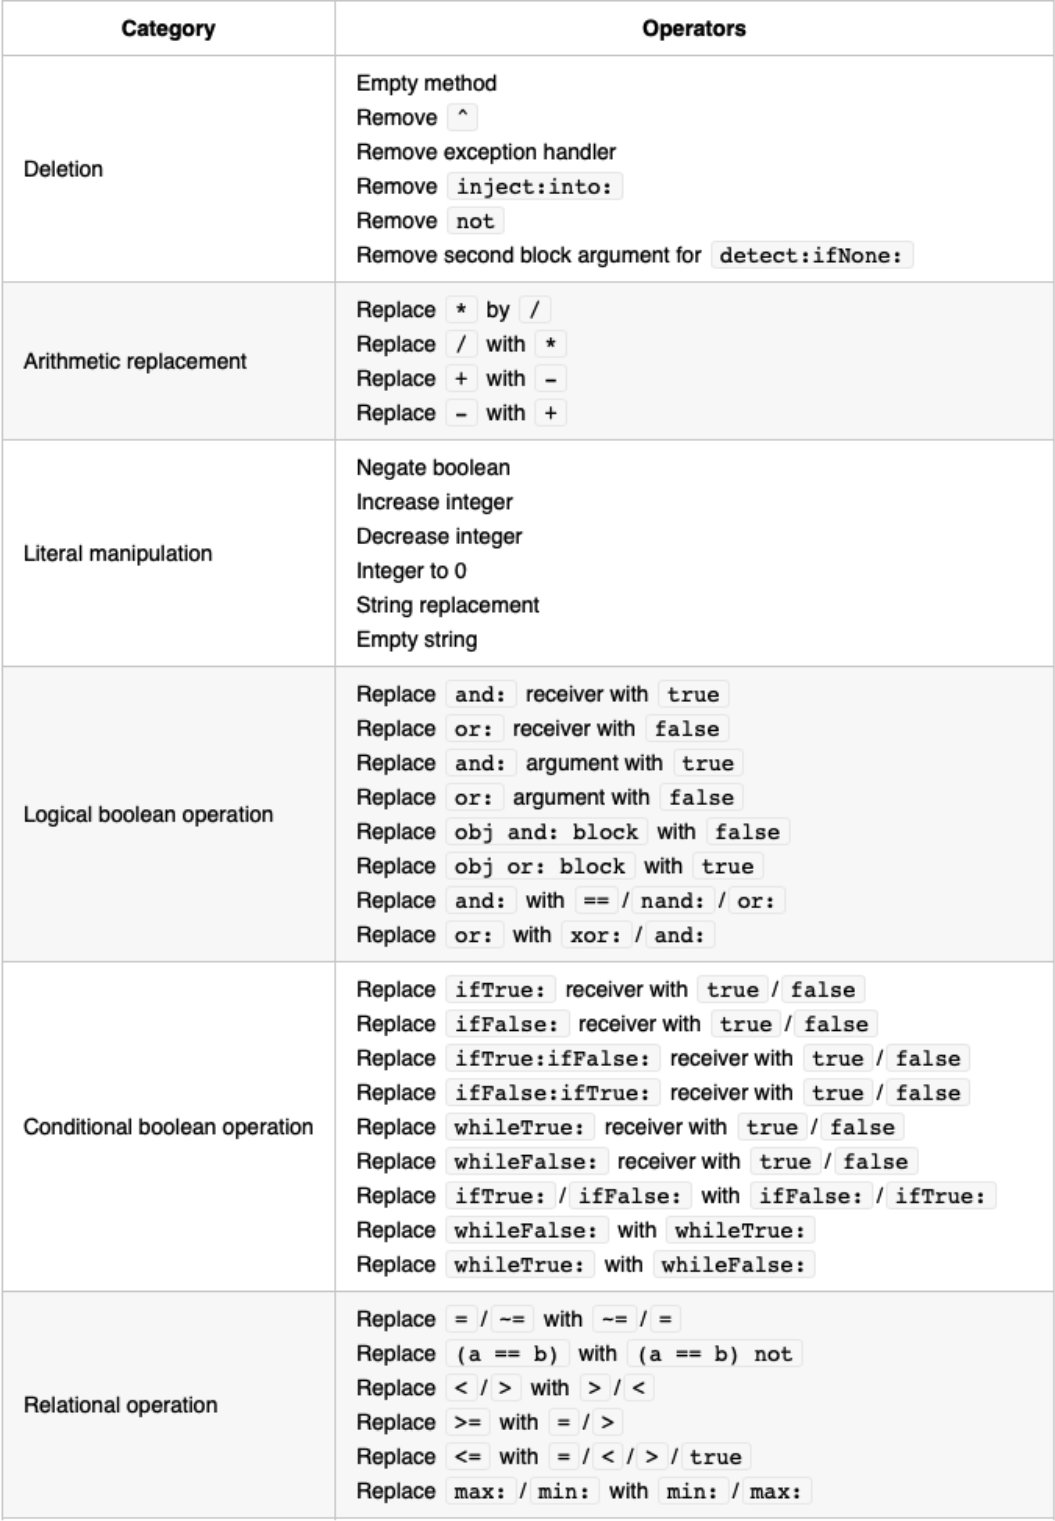 Category Operators
Empty method
Remove ^
Remove exception handler
Deletion
Remove inject:into:
Remove not
Remove second block argument for detect:ifNone:
Replace * by /
Replace / with *
Arithmetic replacement
Replace + with -
Replace - with +
Negate boolean
Increase integer
Decrease integer
Literal manipulation
Integer to 0
String replacement
Empty string
Replace and: receiver with true
Replace or: receiver with false
Replace and: argument with true
Replace or: argument with false
Logical boolean operation
Replace obj and: block with false
Replace obj or: block with true
Replace and: with == / nand: / or:
Replace or: with xor: / and:
Replace ifTrue: receiver with true / false
Replace ifFalse: receiver with true / false
Replace ifTrue:ifFalse: receiver with true / false
Replace ifFalse:ifTrue: receiver with true / false
Conditional boolean operation
Replace whileTrue: receiver with true / false
Replace whileFalse: receiver with true / false
Replace ifTrue: / ifFalse: with ifFalse: / ifTrue:
Replace whileFalse: with whileTrue:
Replace whileTrue: with whileFalse:
Replace = / ~= with ~= / =
Replace (a == b) with (a == b) not
Replace < / > with > / <
Relational operation
Replace >= with = / >
Replace <= with = / < / > / true
Replace max: / min: with min: / max: